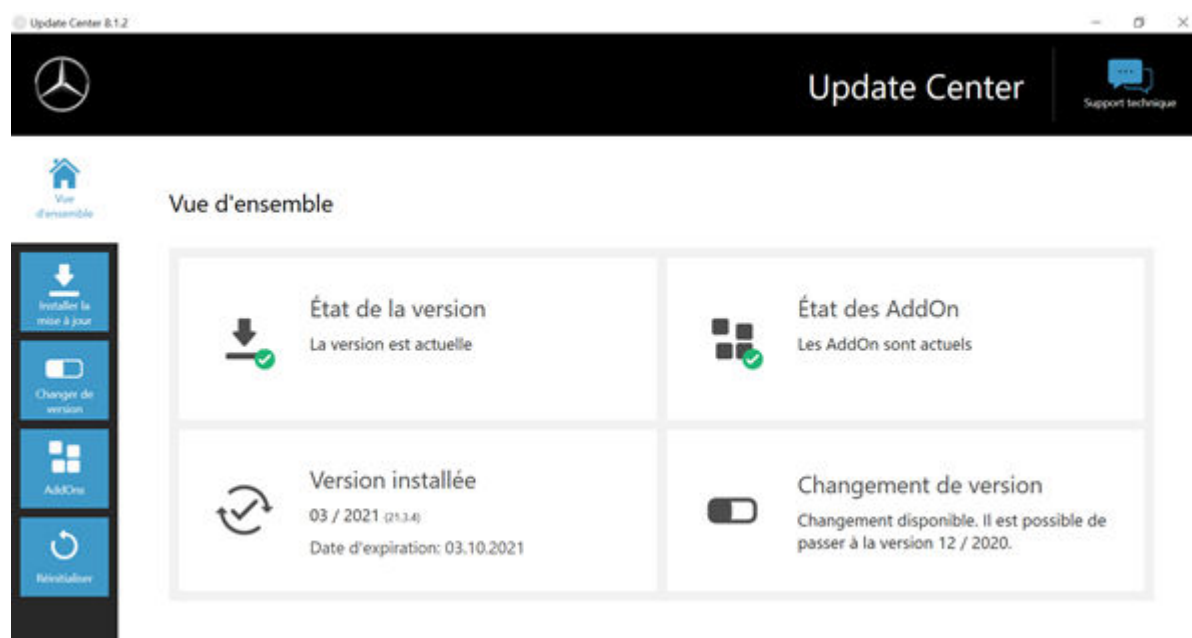 Update Center 8.1.2
Update Center
Support technique
Vue
d'ensemble
Vue d'ensemble
Installer la
mise à jour
Changer de
version
AddOns
Réinitialiser
État de la version
La version est actuelle
État des AddOn
Les AddOn sont actuels
Version installée
03 / 2021 (21.3.4)
Date d'expiration: 03.10.2021
Changement de version
Changement disponible. Il est possible de
passer à la version 12 / 2020.